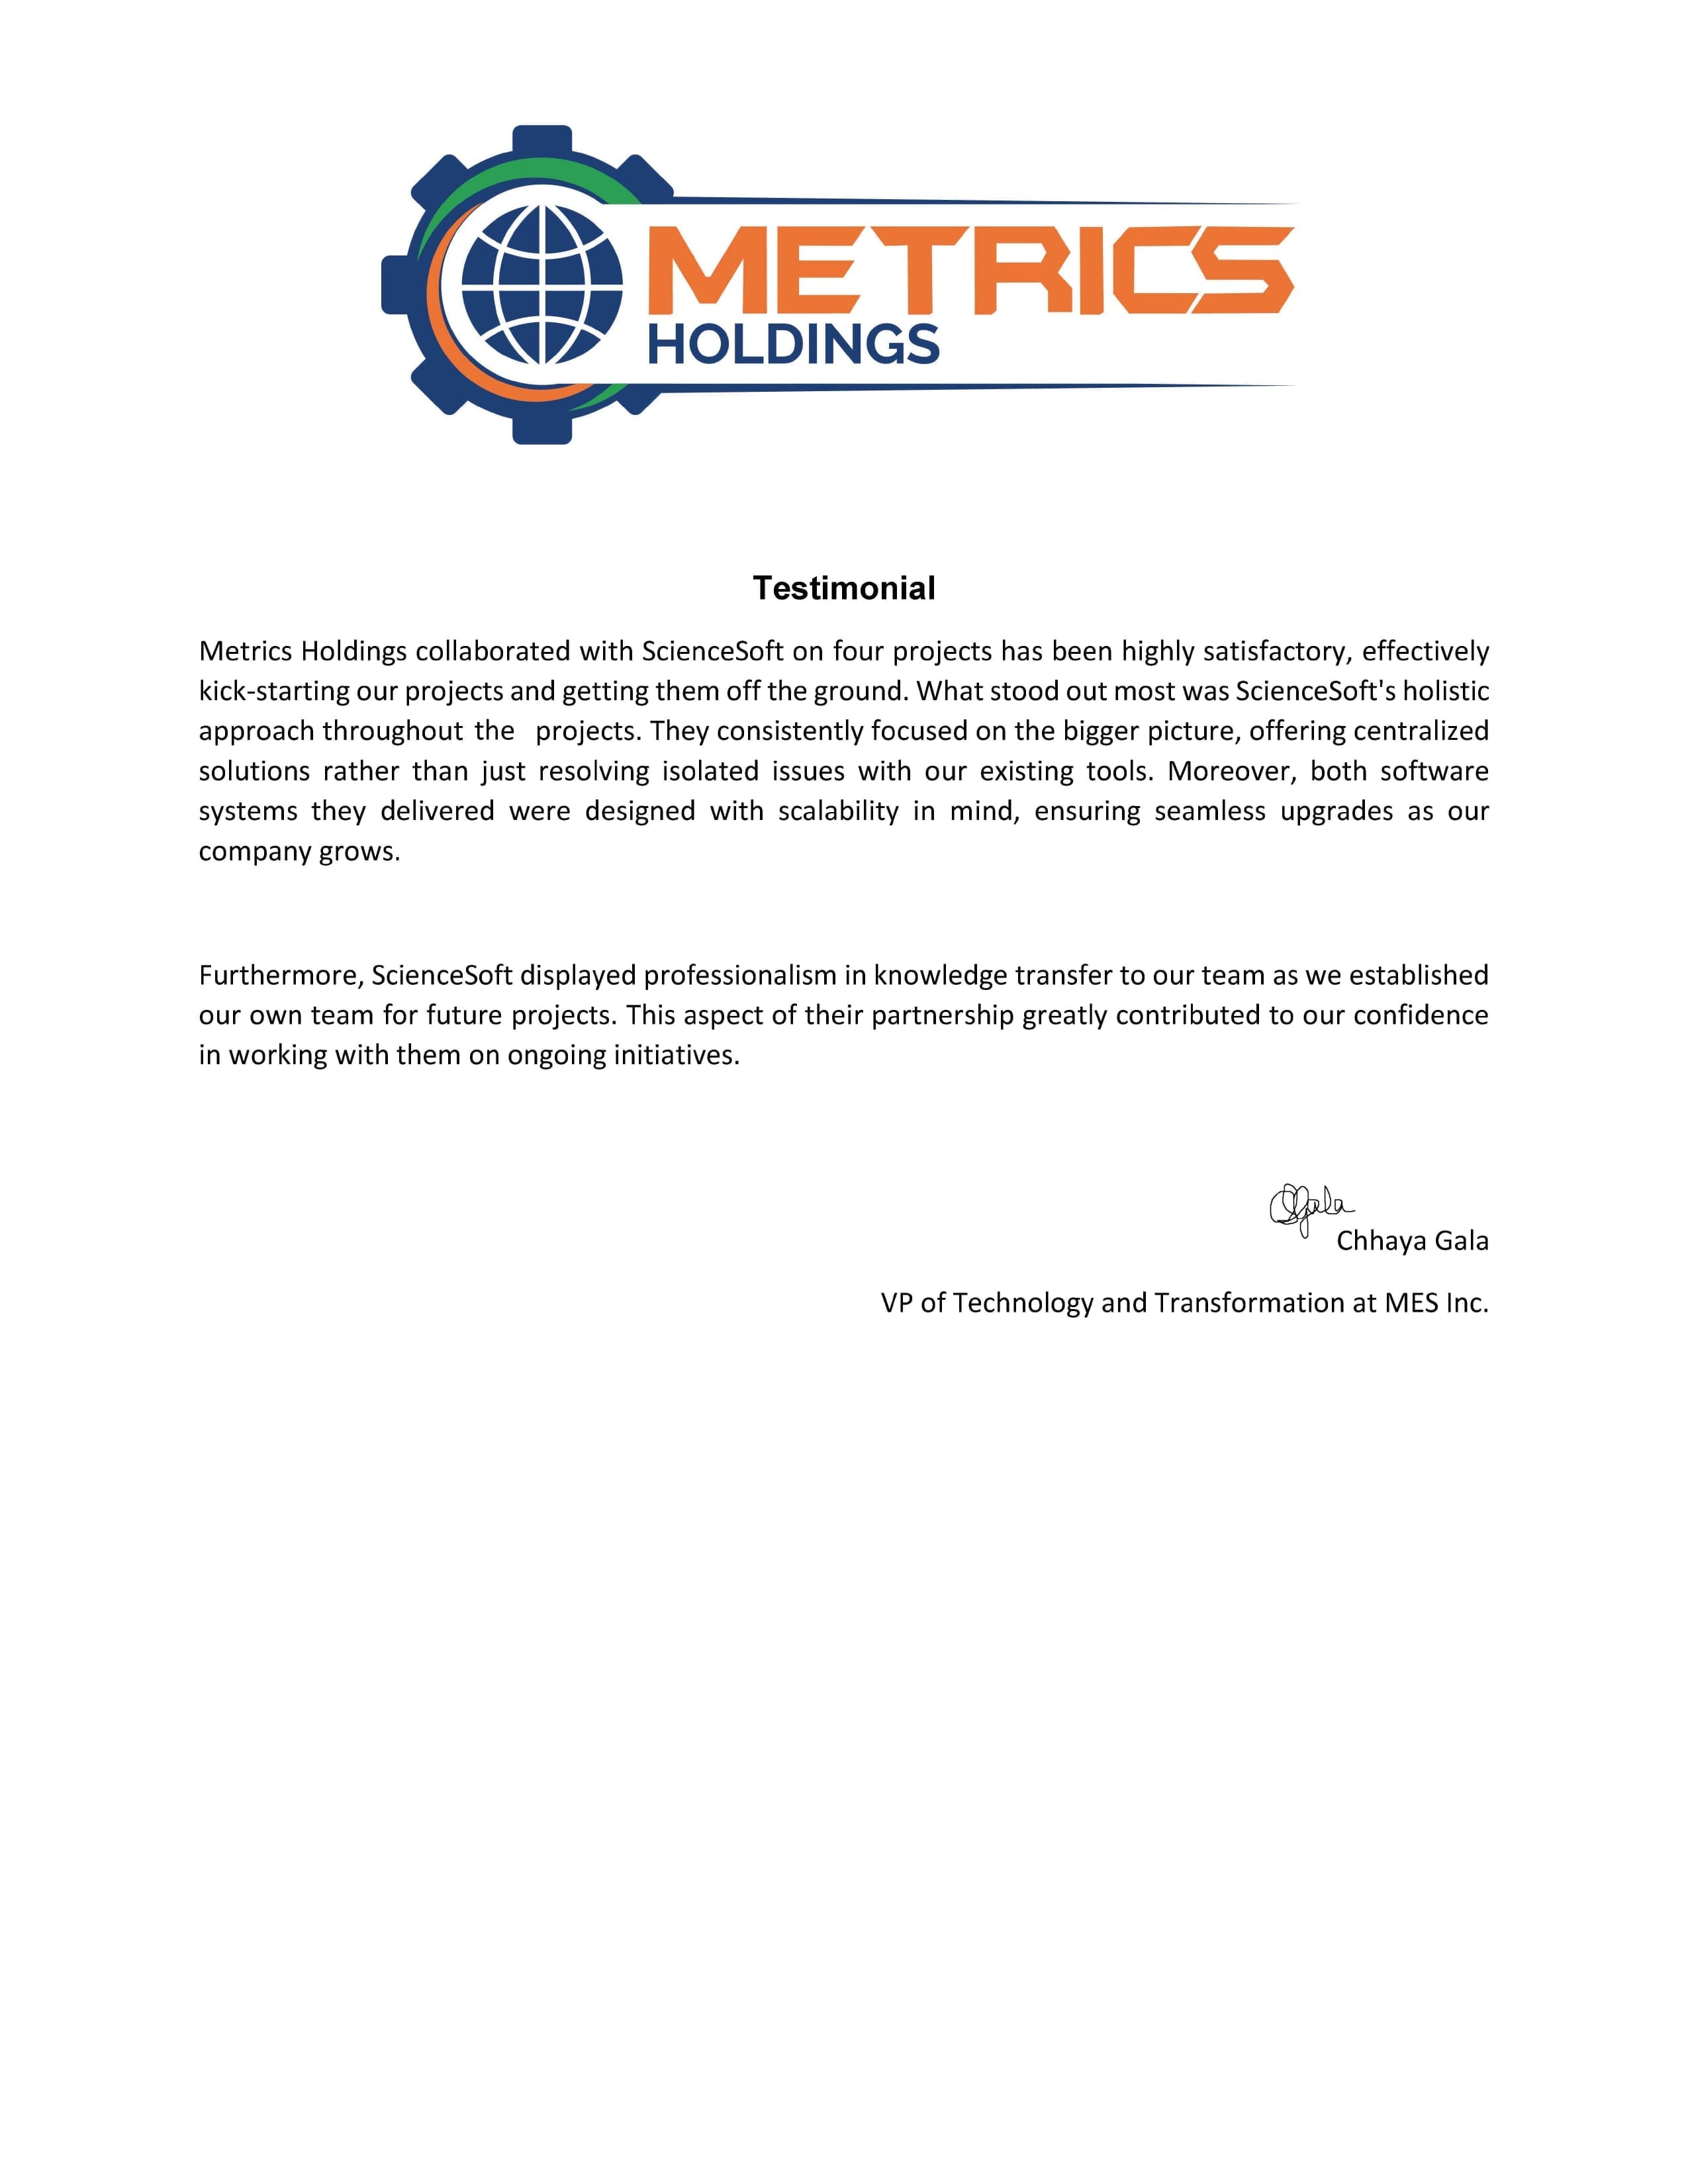 METRICS
HOLDINGS
Testimonial
Metrics Holdings collaborated with ScienceSoft on four projects has been highly satisfactory, effectively
kick-starting our projects and getting them off the ground. What stood out most was ScienceSoft's holistic
approach throughout the projects. They consistently focused on the bigger picture, offering centralized
solutions rather than just resolving isolated issues with our existing tools. Moreover, both software
systems they delivered were designed with scalability in mind, ensuring seamless upgrades as our
company grows.
Furthermore, ScienceSoft displayed professionalism in knowledge transfer to our team as we established
our own team for future projects. This aspect of their partnership greatly contributed to our confidence
in working with them on ongoing initiatives.
CGala
Chhaya Gala
VP of Technology and Transformation at MES Inc.